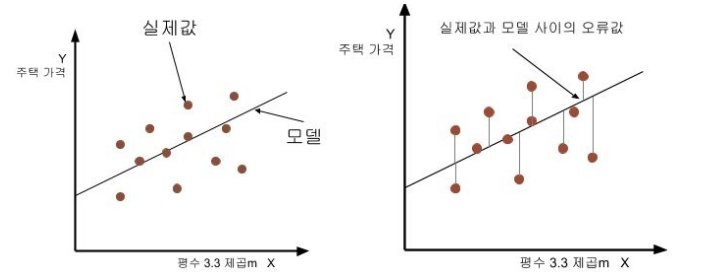 실제값
Y
주택 가격
모델
평수 3.3 제곱m X
실제값과 모델 사이의 오류값
Y
주택 가격
평수 3.3 제곱m X